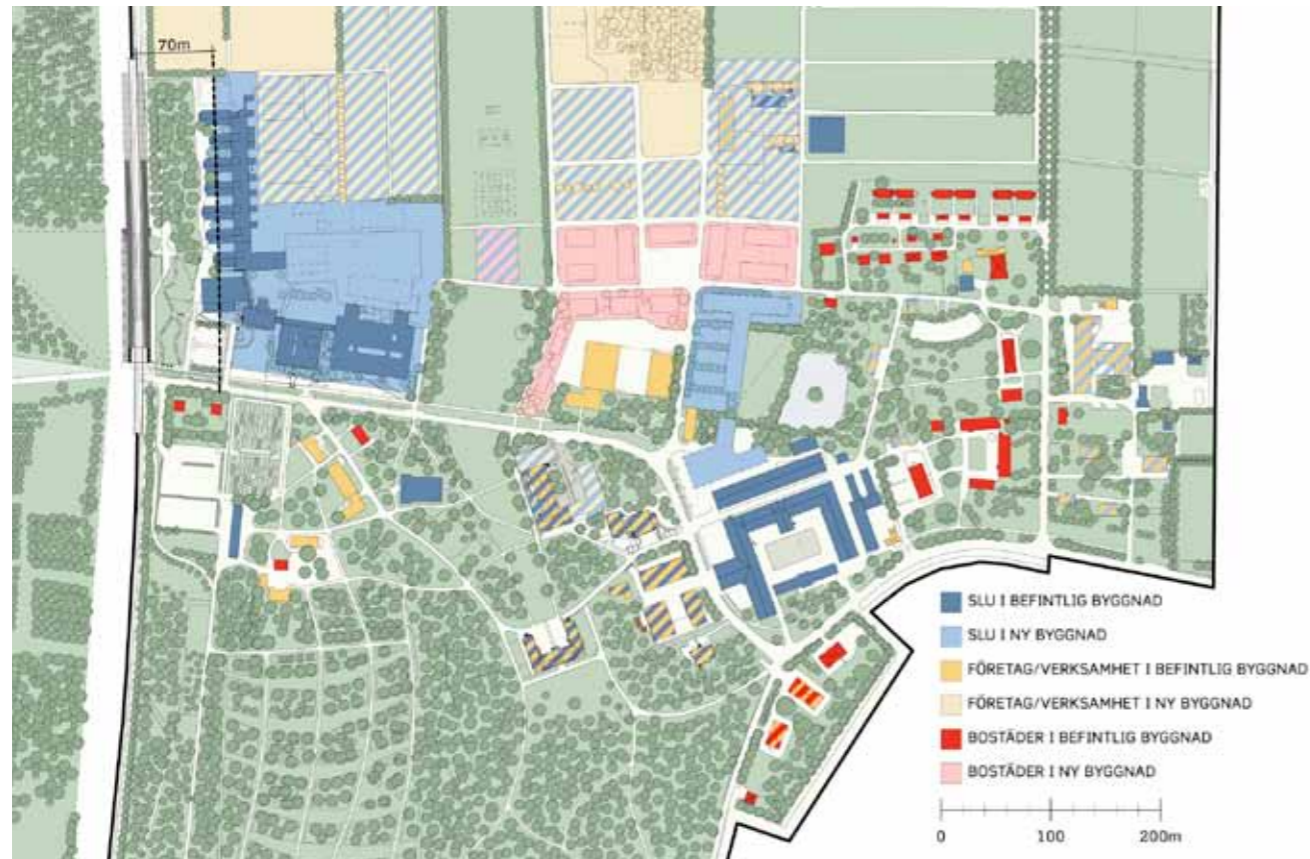 70m
SLU I BEFINTLIG BYGGNAD
SLU I NY BYGGNAD
FÖRETAG/VERKSAMHET I BEFINTLIG BYGGNAD
FÖRETAG/VERKSAMHET I NY BYGGNAD
BOSTÄDER I BEFINTLIG BYGGNAD
BOSTÄDER I NY BYGGNAD
0 100 200m